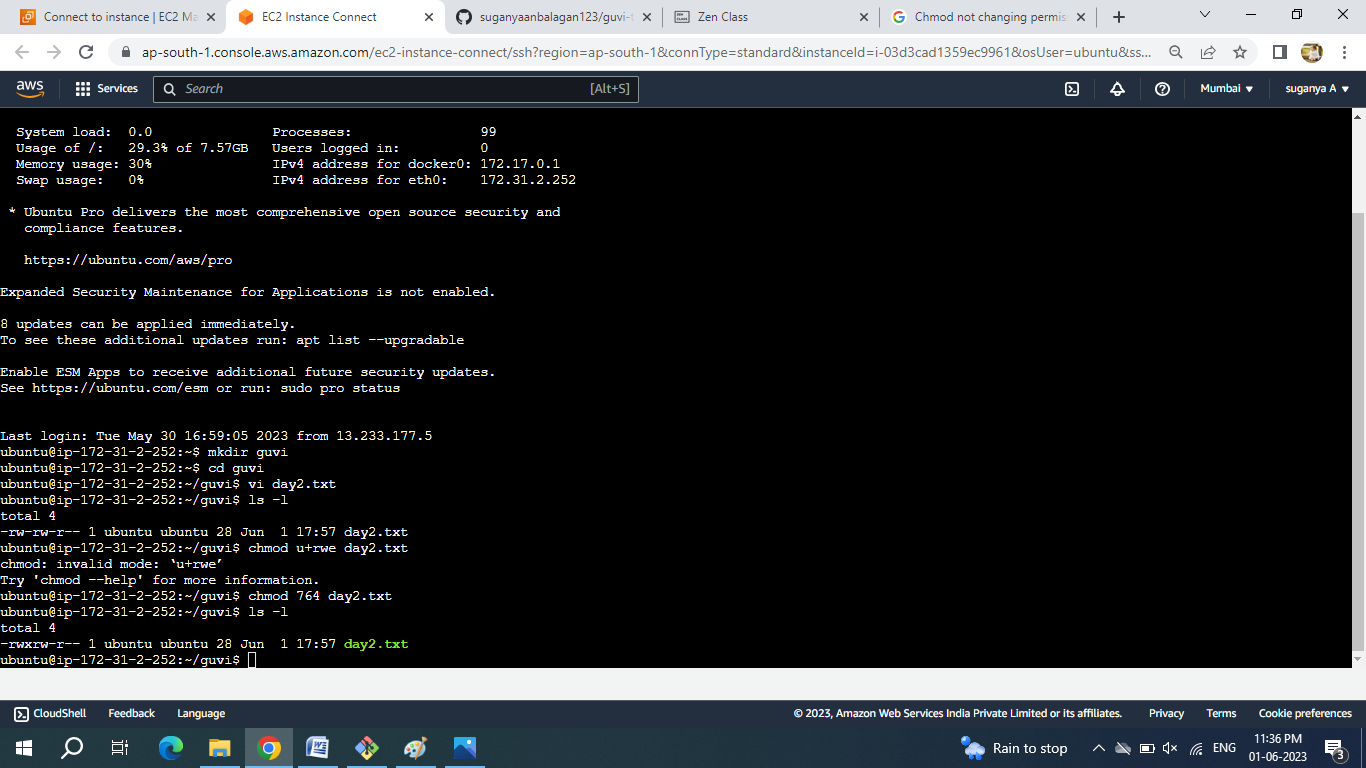 Connect to instance | EC2 Ma
EC2 Instance Connect
suganyaanbalagan123/guvi-t
Zen Class
Chmod not changing permis
ap-south-1.console.aws.amazon.com/ec2-instance-connect/ssh?region=ap-south-1&connType=standard&instanceId=i-03d3cad1359ec9961&osUser=ubuntu&ss...
aws Services Search [Alt+S] Mumbai ▼ suganya A ▼
System load: 0.0 Processes: 99
Usage of /: 29.3% of 7.57GB Users logged in: 0
Memory usage: 30% IPv4 address for docker0: 172.17.0.1
Swap usage: 0% IPv4 address for eth0: 172.31.2.252
* Ubuntu Pro delivers the most comprehensive open source security and
compliance features.
https://ubuntu.com/aws/pro
Expanded Security Maintenance for Applications is not enabled.
8 updates can be applied immediately.
To see these additional updates run: apt list --upgradable
Enable ESM Apps to receive additional future security updates.
See https://ubuntu.com/esm or run: sudo pro status
Last login: Tue May 30 16:59:05 2023 from 13.233.177.5
ubuntu@ip-172-31-2-252:~$ mkdir guvi
ubuntu@ip-172-31-2-252:~$ cd guvi
ubuntu@ip-172-31-2-252:~/guvi$ vi day2.txt
ubuntu@ip-172-31-2-252:~/guvi$ ls -l
total 4
-rw-rw-r-- 1 ubuntu ubuntu 28 Jun  1 17:57 day2.txt
ubuntu@ip-172-31-2-252:~/guvi$ chmod u+rwe day2.txt
chmod: invalid mode: ‘u+rwe’
Try 'chmod --help' for more information.
ubuntu@ip-172-31-2-252:~/guvi$ chmod 764 day2.txt
ubuntu@ip-172-31-2-252:~/guvi$ ls -l
total 4
-rwxrw-r-- 1 ubuntu ubuntu 28 Jun  1 17:57 day2.txt
ubuntu@ip-172-31-2-252:~/guvi$
CloudShell Feedback Language © 2023, Amazon Web Services India Private Limited or its affiliates. Privacy Terms Cookie preferences
Rain to stop ENG 11:36 PM
01-06-2023 3